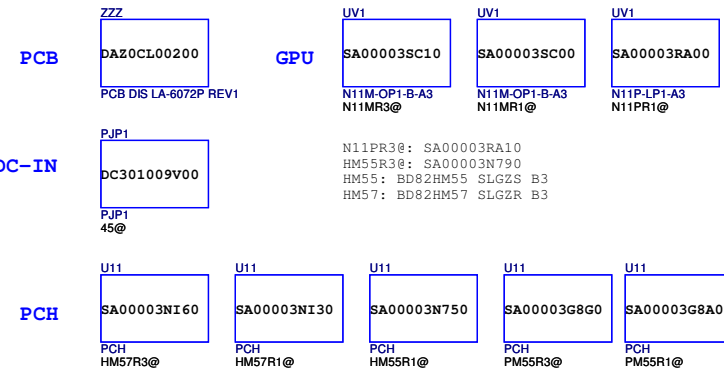 ZZZ
PCB
DAZ0CL00200
PCB DIS LA-6072P REV1
GPU
UV1
SA00003SC10
N11M-OP1-B-A3
N11MR3@
UV1
SA00003SC00
N11M-OP1-B-A3
N11MR1@
UV1
SA00003RA00
N11P-LP1-A3
N11PR1@
DC-IN
PJP1
DC301009V00
PJP1
45@
N11PR3@: SA00003RA10
HM55R3@: SA00003N790
HM55: BD82HM55 SLGZS B3
HM57: BD82HM57 SLGZR B3
PCH
U11
SA00003NI60
PCH
HM57R3@
U11
SA00003NI30
PCH
HM57R1@
U11
SA00003N750
PCH
HM55R1@
U11
SA00003G8G0
PCH
PM55R3@
U11
SA00003G8A0
PCH
PM55R1@